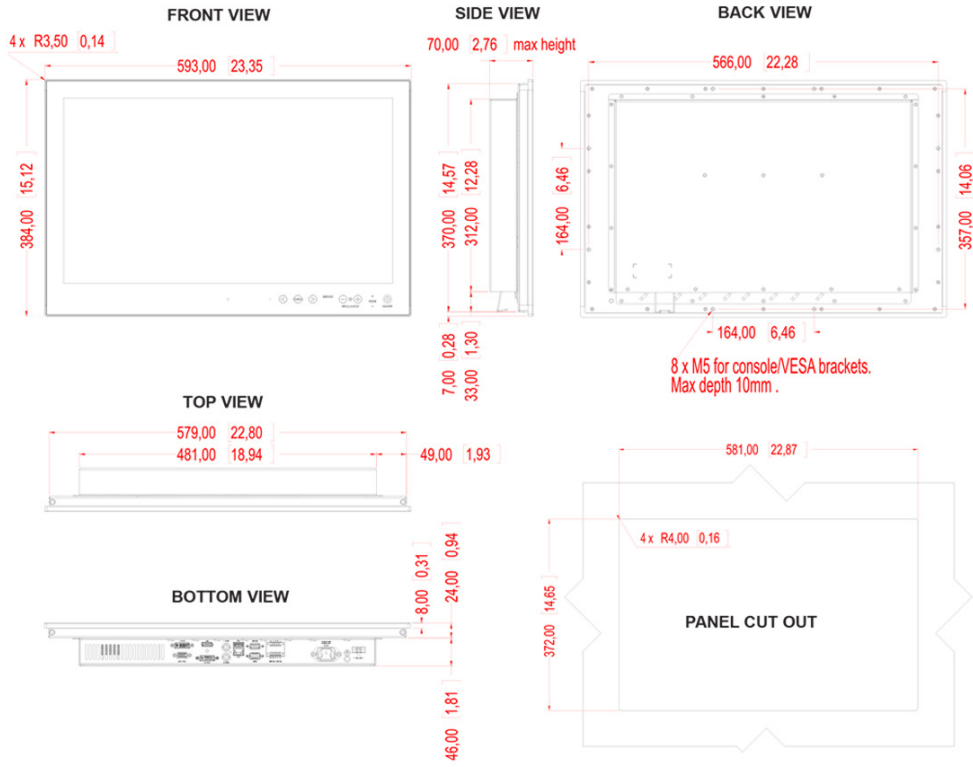 FRONT VIEW
4 x R3,50 [0,14]
593,00 [23,35]
384,00 [15,12]
SIDE VIEW
70,00 [2,76] max height
370,00 [14,57]
312,00 [12,28]
7,00 [0,28]
33,00 [1,30]
BACK VIEW
566,00 [22,28]
164,00 [6,46]
357,00 [14,06]
164,00 [6,46]
8 x M5 for console/VESA brackets.
Max depth 10mm .
TOP VIEW
579,00 [22,80]
481,00 [18,94]
49,00 [1,93]
BOTTOM VIEW
8,00 [0,31]
24,00 [0,94]
46,00 [1,81]
581,00 [22,87]
4 x R4,00 [0,16]
372,00 [14,65]
PANEL CUT OUT